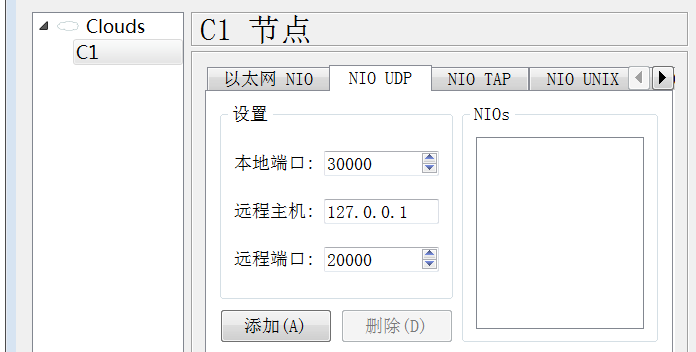 Clouds
C1
C1 节点
以太网 NIO
NIO UDP
NIO TAP
NIO UNIX
设置
本地端口: 30000
远程主机: 127.0.0.1
远程端口: 20000
添加(A)
删除(D)
NIOs